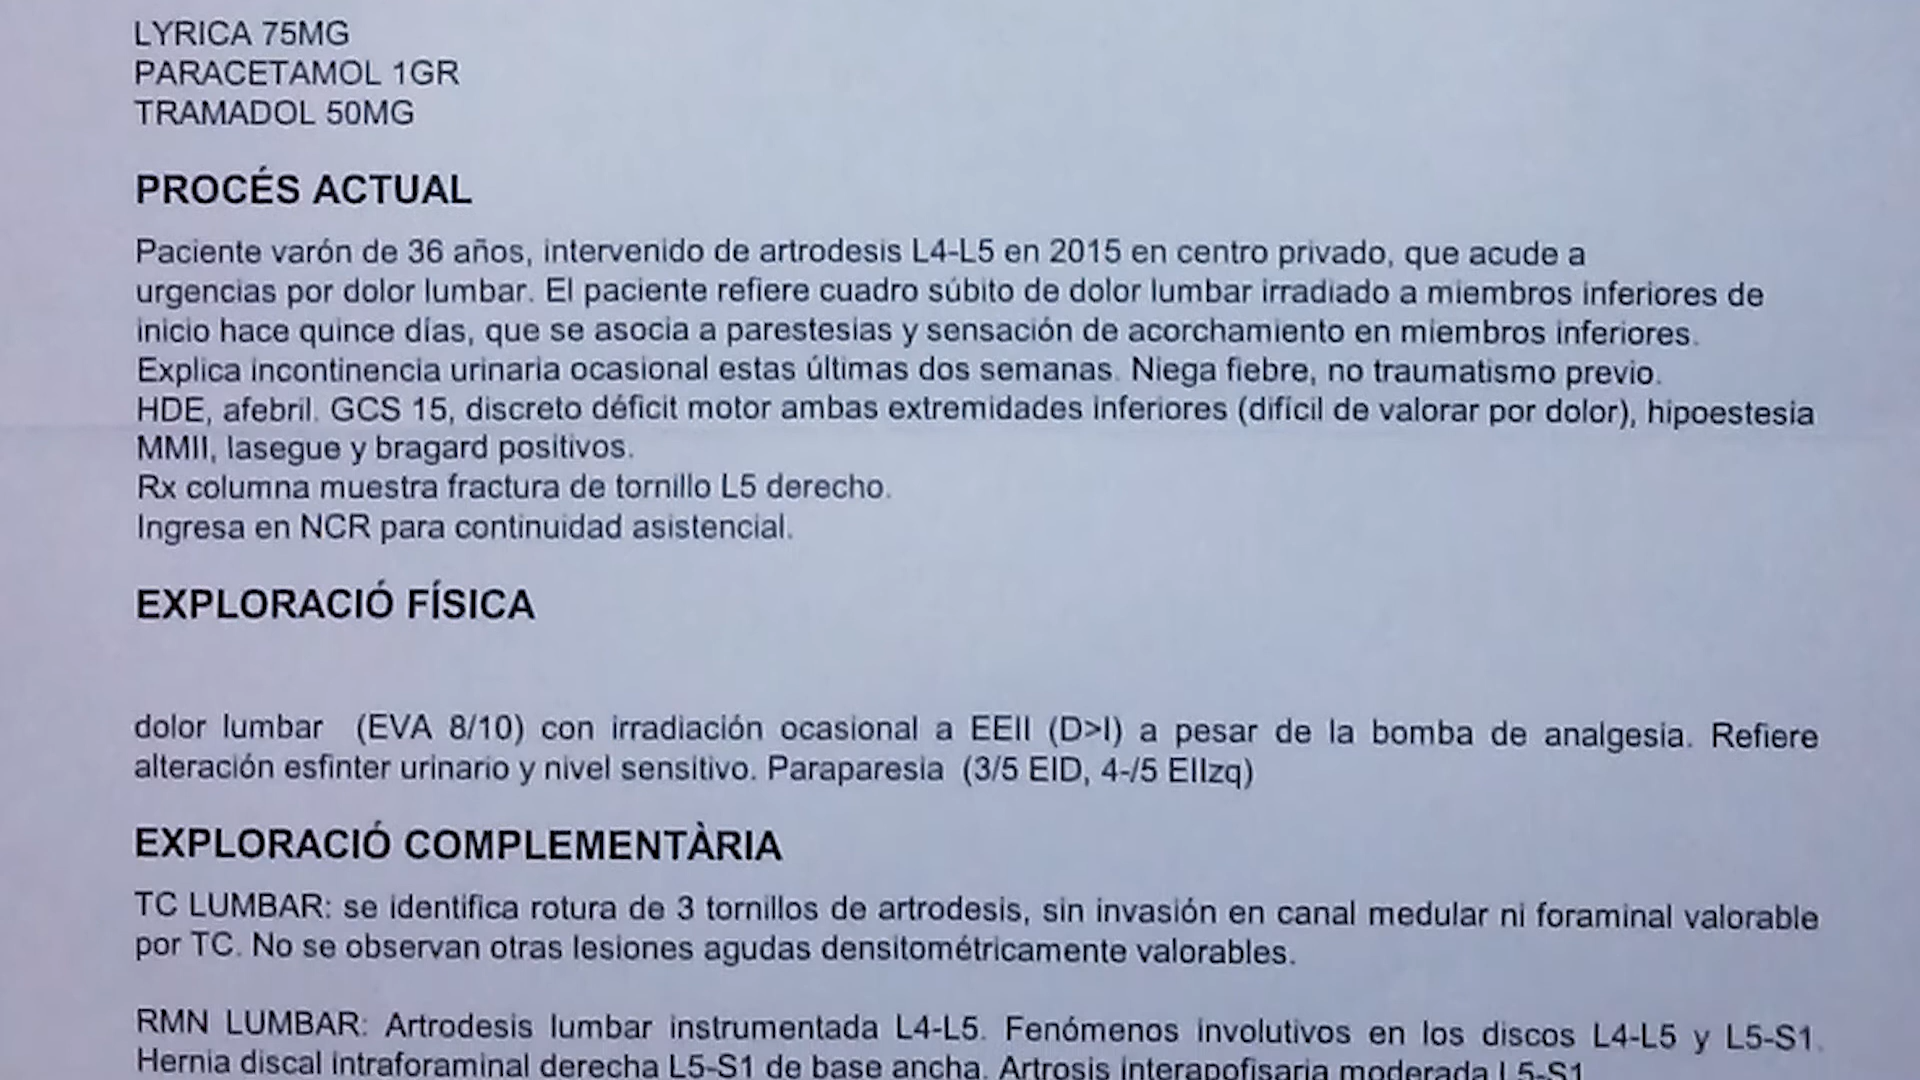 LYRICA 75MG
PARACETAMOL 1GR
TRAMADOL 50MG
PROCÉS ACTUAL
Paciente varón de 36 años, intervenido de artrodesis L4-L5 en 2015 en centro privado, que acude a
urgencias por dolor lumbar. El paciente refiere cuadro súbito de dolor lumbar irradiado a miembros inferiores de
inicio hace quince días, que se asocia a parestesias y sensación de acorchamiento en miembros inferiores.
Explica incontinencia urinaria ocasional estas últimas dos semanas. Niega fiebre, no traumatismo previo.
HDE, afebril. GCS 15, discreto déficit motor ambas extremidades inferiores (difícil de valorar por dolor), hipoestesia
MMII, lasegue y bragard positivos.
Rx columna muestra fractura de tornillo L5 derecho.
Ingresa en NCR para continuidad asistencial.
EXPLORACIÓ FÍSICA
dolor lumbar (EVA 8/10) con irradiación ocasional a EEII (D>I) a pesar de la bomba de analgesia. Refiere
alteración esfinter urinario y nivel sensitivo. Paraparesia (3/5 EID, 4-/5 EIIzq)
EXPLORACIÓ COMPLEMENTÀRIA
TC LUMBAR: se identifica rotura de 3 tornillos de artrodesis, sin invasión en canal medular ni foraminal valorable
por TC. No se observan otras lesiones agudas densitométricamente valorables.
RMN LUMBAR: Artrodesis lumbar instrumentada L4-L5. Fenómenos involutivos en los discos L4-L5 y L5-S1.
Hernia discal intraforaminal derecha L5-S1 de base ancha. Artrosis interapofisaria moderada L5-S1